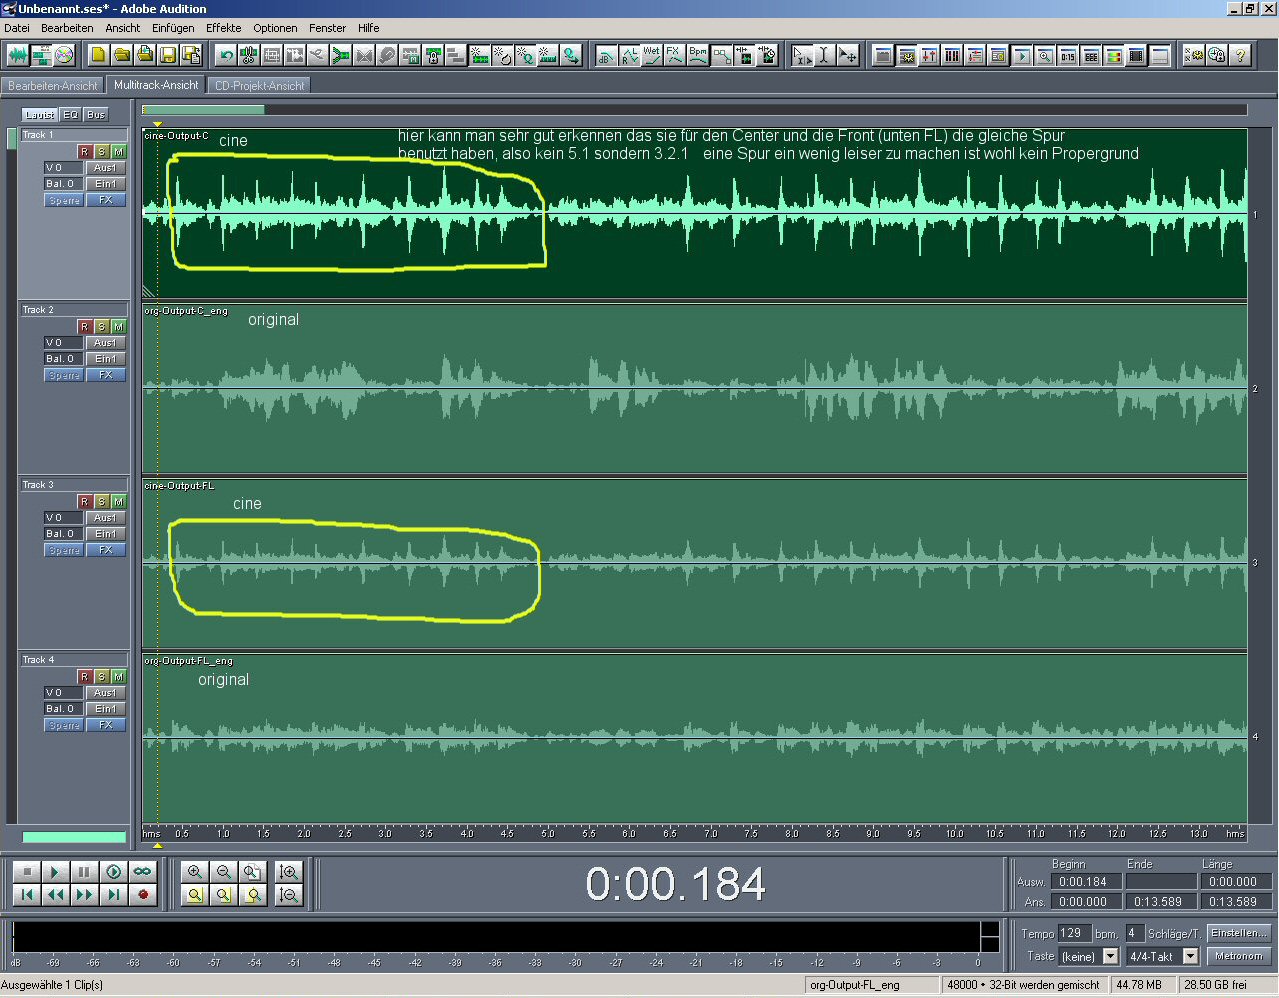 Unbenannt.ses* - Adobe Audition
Datei Bearbeiten Ansicht Einfügen Effekte Optionen Fenster Hilfe
Bearbeiten-Ansicht Multitrack-Ansicht CD-Projekt-Ansicht
Lautst EQ Bus
Track 1
R S M
V 0 Aus1
Bal. 0 Ein1
Sperre FX
cine-Output-C
cine
hier kann man sehr gut erkennen das sie für den Center und die Front (unten FL) die gleiche Spur
benutzt haben, also kein 5.1 sondern 3.2.1 eine Spur ein wenig leiser zu machen ist wohl kein Propergrund
1
Track 2
R S M
V 0 Aus1
Bal. 0 Ein1
Sperre FX
org-Output-C_eng
original
2
Track 3
R S M
V 0 Aus1
Bal. 0 Ein1
Sperre FX
cine-Output-FL
cine
3
Track 4
R S M
V 0 Aus1
Bal. 0 Ein1
Sperre FX
org-Output-FL_eng
original
4
hms 0.5 1.0 1.5 2.0 2.5 3.0 3.5 4.0 4.5 5.0 5.5 6.0 6.5 7.0 7.5 8.0 8.5 9.0 9.5 10.0 10.5 11.0 11.5 12.0 12.5 13.0 hms
0:00.184
Beginn Ende Länge
Ausw. 0:00.184 0:00.000
Ans. 0:00.000 0:13.589 0:13.589
dB -69 -66 -63 -60 -57 -54 -51 -48 -45 -42 -39 -36 -33 -30 -27 -24 -21 -18 -15 -12 -9 -6 -3 0
Tempo 129 bpm, 4 Schläge/T. Einstellen...
Taste (keine) 4/4-Takt Metronom
Ausgewählte 1 Clip(s)
org-Output-FL_eng 48000 • 32-Bit werden gemischt 44.78 MB 28.50 GB frei